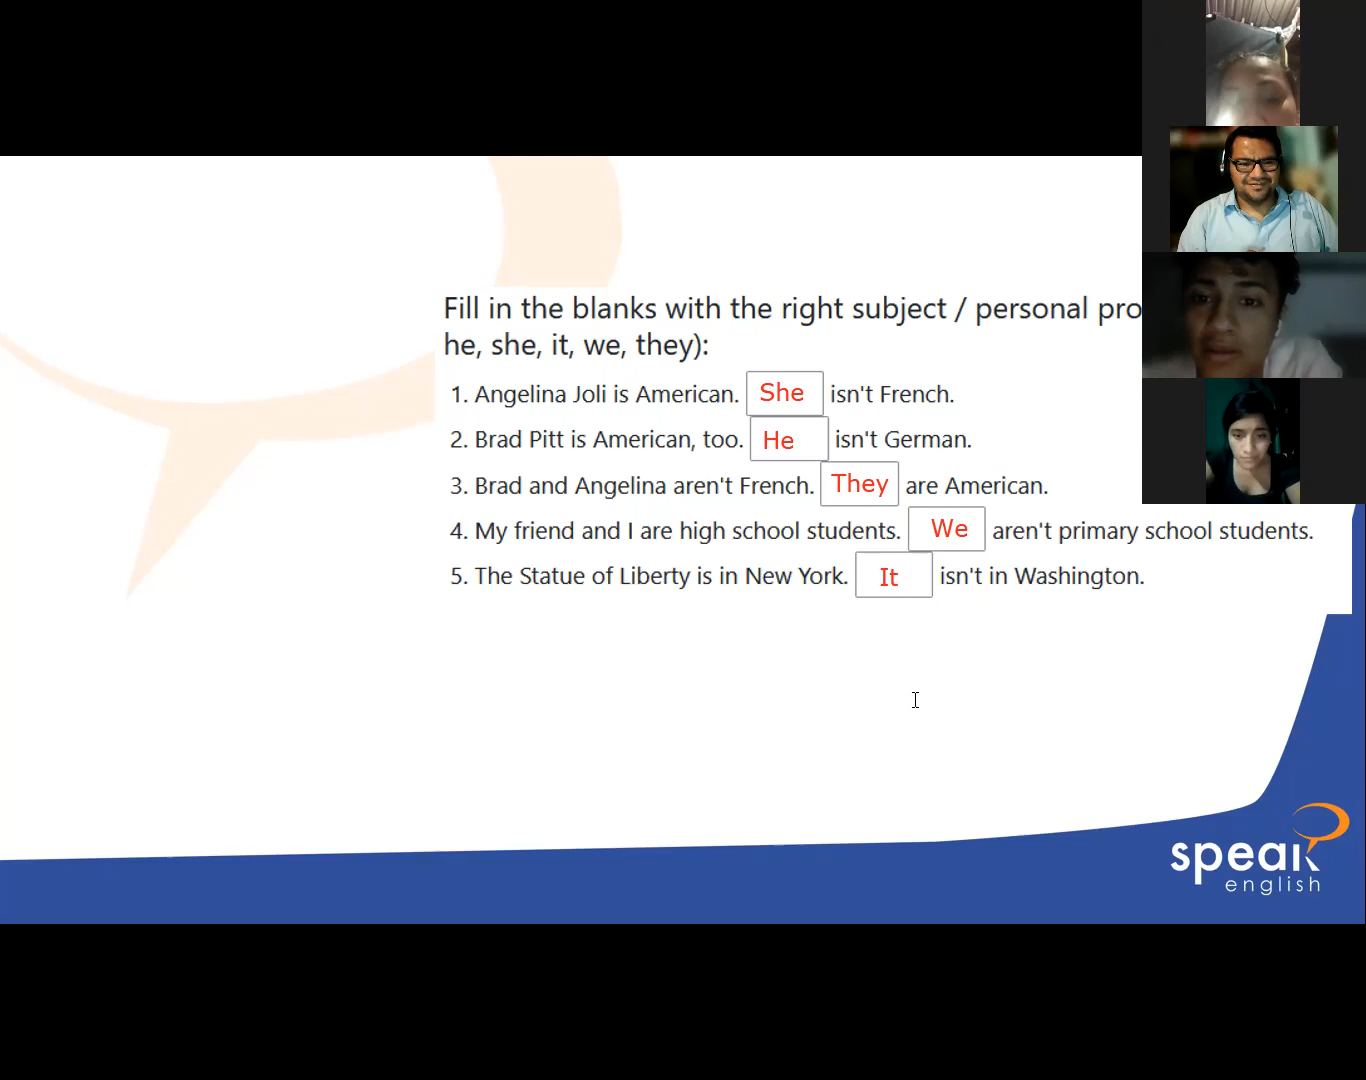 Fill in the blanks with the right subject / personal pro
he, she, it, we, they):
1. Angelina Joli is American. She isn't French.
2. Brad Pitt is American, too. He isn't German.
3. Brad and Angelina aren't French. They are American.
4. My friend and I are high school students. We aren't primary school students.
5. The Statue of Liberty is in New York. It isn't in Washington.
speak
english